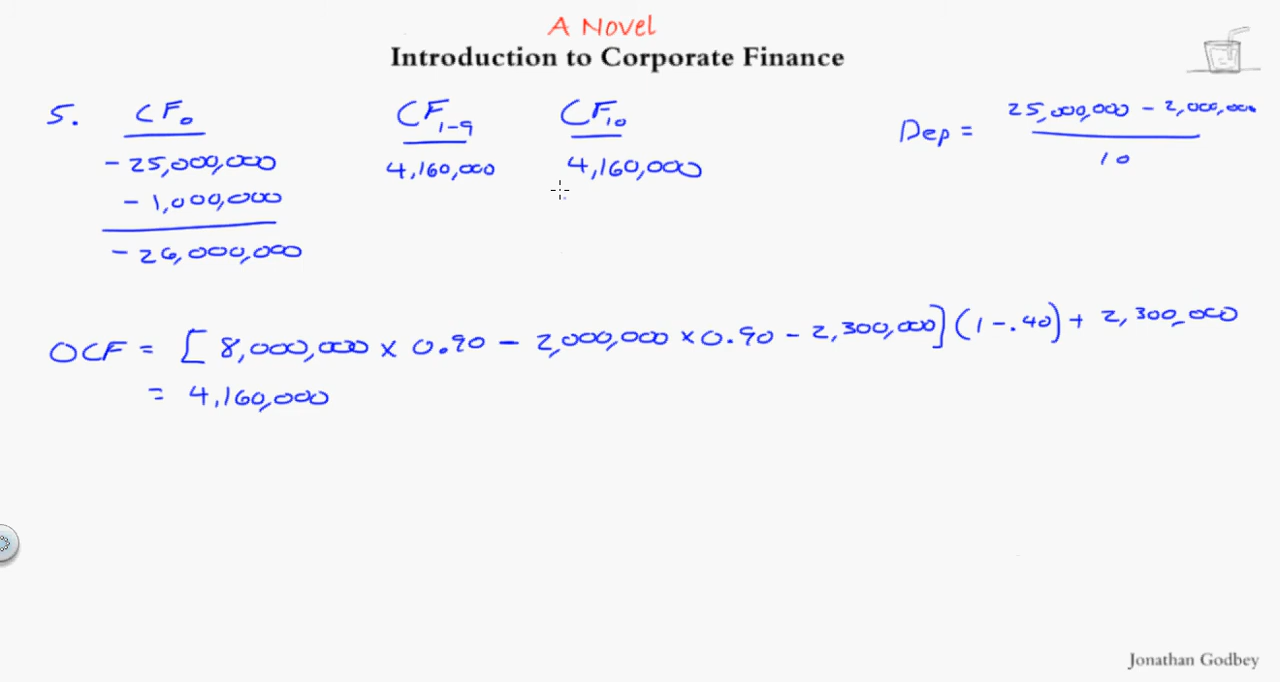 A Novel
Introduction to Corporate Finance
5. CF₀ CF₁₋₉ CF₁₀
Dep = 25,000,000 - 2,000,000
10
- 25,000,000 4,160,000 4,160,000
- 1,000,000
- 26,000,000
OCF = [8,000,000 × 0.90 - 2,000,000 × 0.90 - 2,300,000](1 - .40) + 2,300,000
= 4,160,000
Jonathan Godbey